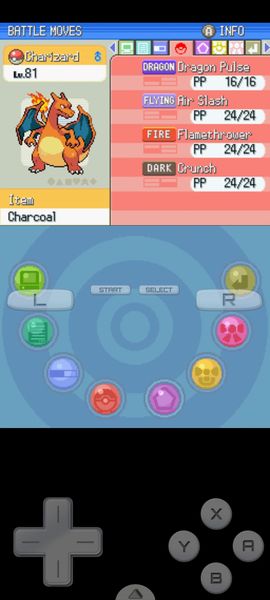 BATTLE MOVES
A INFO
Charizard ♂
Lv.81
DRAGON Dragon Pulse
PP 16/16
FLYING Air Slash
PP 24/24
FIRE Flamethrower
PP 24/24
DARK Crunch
PP 24/24
Item
Charcoal
L
START
SELECT
R
X
Y
A
B